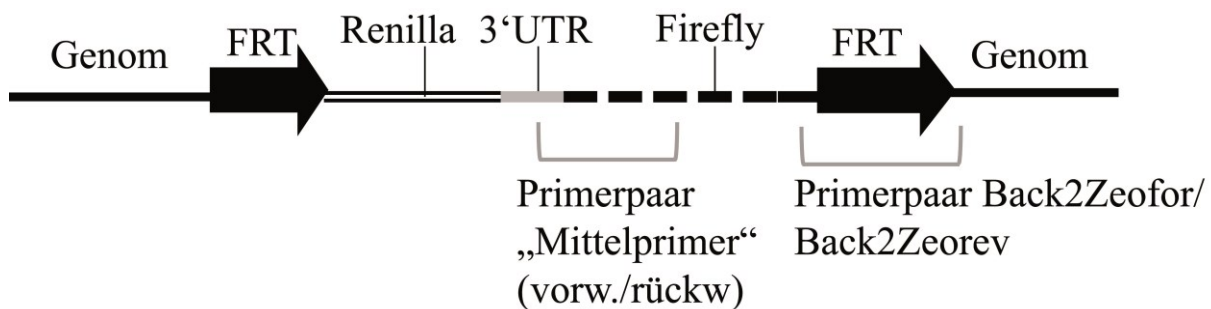 Genom
FRT
Renilla
3‘UTR
Firefly
FRT
Genom
Primerpaar
„Mittelprimer“
(vorw./rückw)
Primerpaar Back2Zeofor/
Back2Zeorev